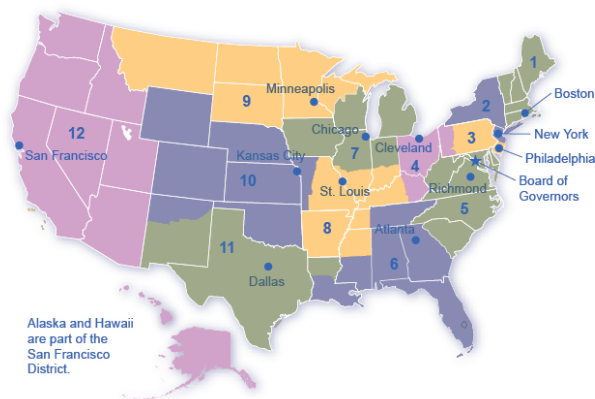 1
Boston
2
New York
3
Philadelphia
Board of
Governors
Cleveland
4
Richmond
5
Atlanta
6
Chicago
7
St. Louis
8
Minneapolis
9
Kansas City
10
Dallas
11
San Francisco
12
Alaska and Hawaii
are part of the
San Francisco
District.